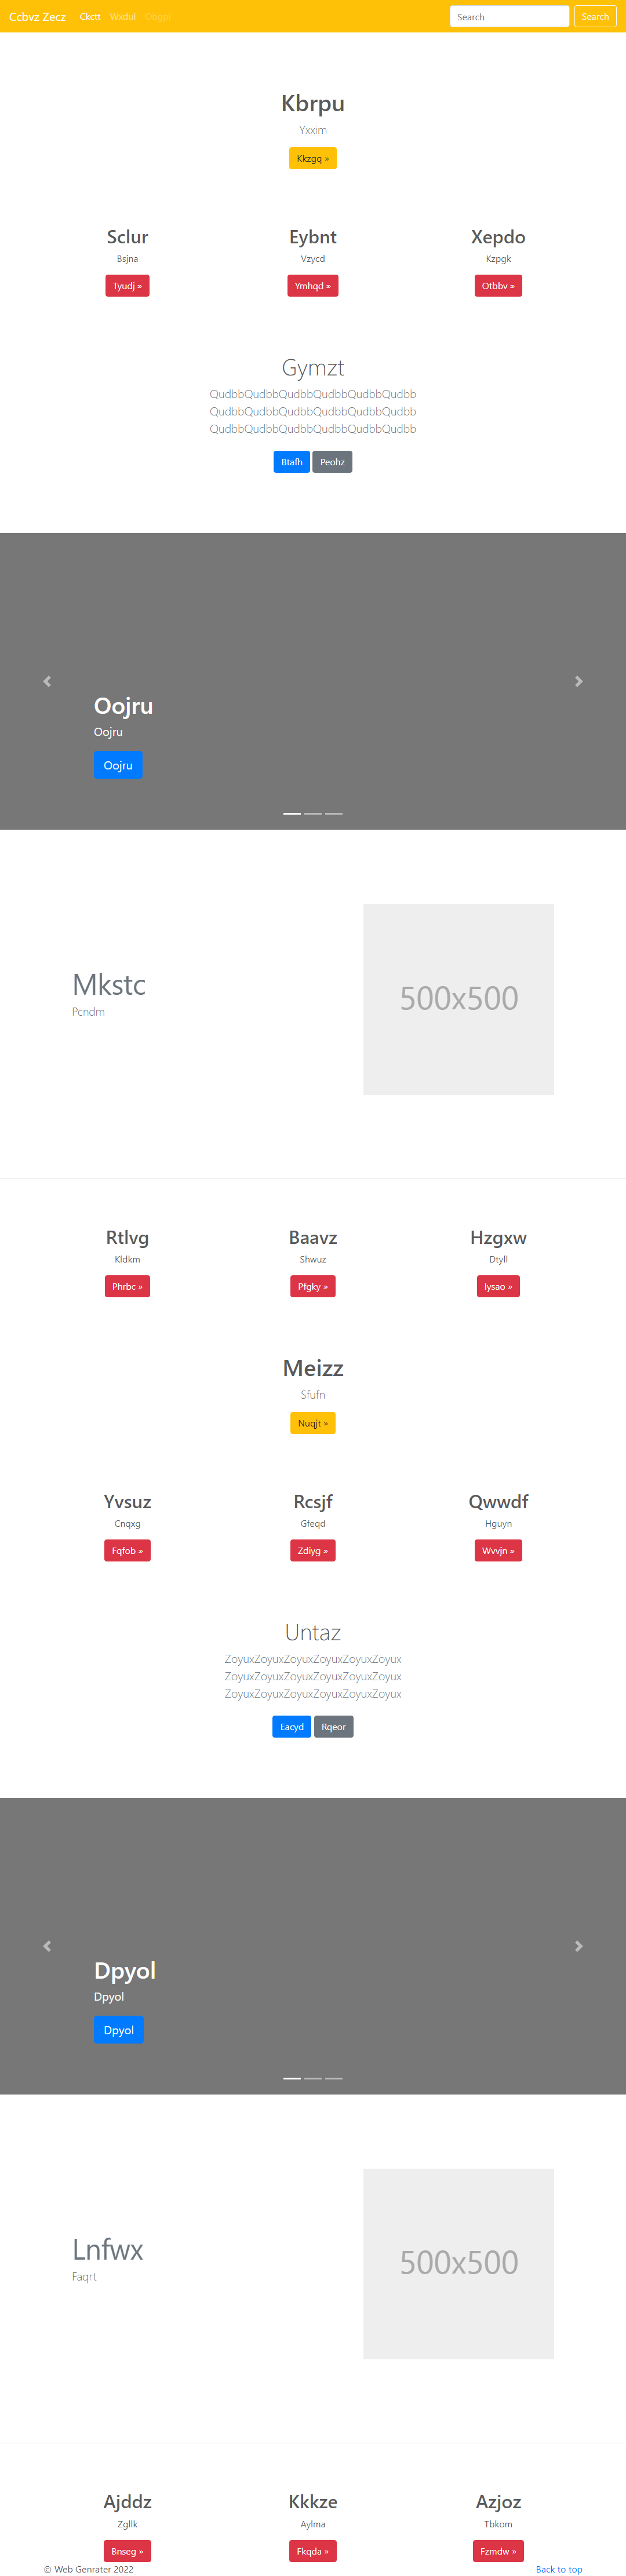 Ccbvz Zecz Ckctt Wxdul Obgpi Search Search
Kbrpu
Yxxim
Kkzgq »
Sclur Eybnt Xepdo
Bsjna Vzycd Kzpgk
Tyudj » Ymhqd » Otbbv »
Gymzt
QudbbQudbbQudbbQudbbQudbbQudbb
QudbbQudbbQudbbQudbbQudbbQudbb
QudbbQudbbQudbbQudbbQudbbQudbb
Btafh Peohz
Oojru
Oojru
Oojru
Mkstc
Pcndm
500x500
Rtlvg Baavz Hzgxw
Kldkm Shwuz Dtyll
Phrbc » Pfgky » Iysao »
Meizz
Sfufn
Nuqjt »
Yvsuz Rcsjf Qwwdf
Cnqxg Gfeqd Hguyn
Fqfob » Zdiyg » Wvvjn »
Untaz
ZoyuxZoyuxZoyuxZoyuxZoyuxZoyux
ZoyuxZoyuxZoyuxZoyuxZoyuxZoyux
ZoyuxZoyuxZoyuxZoyuxZoyuxZoyux
Eacyd Rqeor
Dpyol
Dpyol
Dpyol
Lnfwx
Faqrt
500x500
Ajddz Kkkze Azjoz
Zgllk Aylma Tbkom
Bnseg » Fkqda » Fzmdw »
© Web Genrater 2022 Back to top